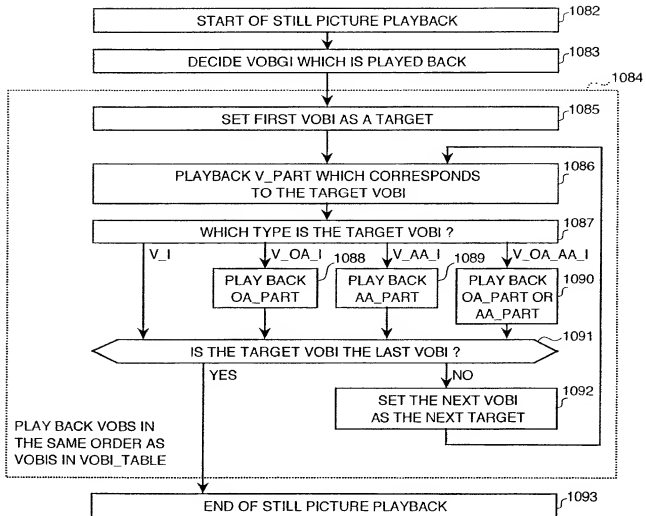 START OF STILL PICTURE PLAYBACK
1082
DECIDE VOBGI WHICH IS PLAYED BACK
1083
1084
SET FIRST VOBI AS A TARGET
1085
PLAYBACK V_PART WHICH CORRESPONDS
TO THE TARGET VOBI
1086
WHICH TYPE IS THE TARGET VOBI ?
1087
V_I
V_OA_I
1088
V_AA_I
1089
V_OA_AA_I
PLAY BACK
OA_PART
PLAY BACK
AA_PART
PLAY BACK
OA_PART OR
AA_PART
1090
1091
IS THE TARGET VOBI THE LAST VOBI ?
YES
NO
SET THE NEXT VOBI
AS THE NEXT TARGET
1092
PLAY BACK VOBS IN
THE SAME ORDER AS
VOBIS IN VOBI_TABLE
END OF STILL PICTURE PLAYBACK
1093